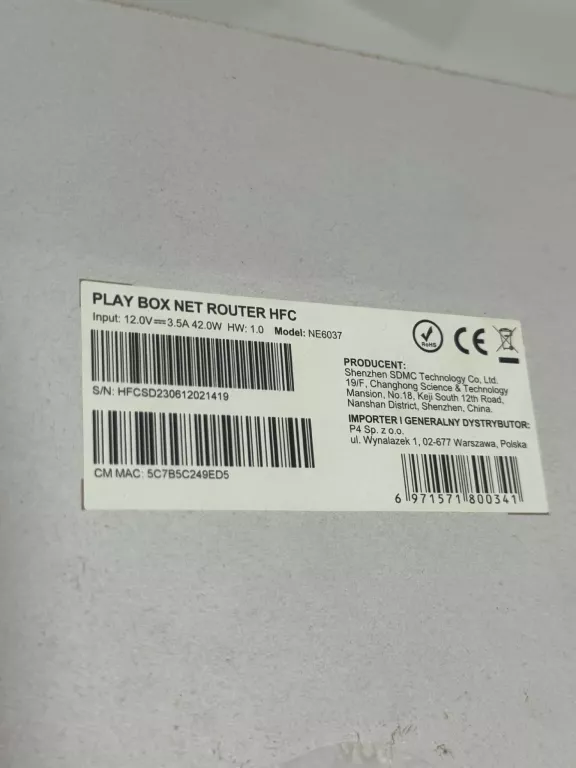 PLAY BOX NET ROUTER HFC
Input: 12.0V⎓3.5A 42.0W HW: 1.0 Model: NE6037
S/N: HFCSD230612021419
CM MAC: 5C7B5C249ED5
RoHS
CE
PRODUCENT:
Shenzhen SDMC Technology Co, Ltd.
19/F, Changhong Science & Technology
Mansion, No.18, Keji South 12th Road,
Nanshan District, Shenzhen, China.
IMPORTER I GENERALNY DYSTRYBUTOR:
P4 Sp. z o.o.
ul. Wynalazek 1, 02-677 Warszawa, Polska
6 971571 800341